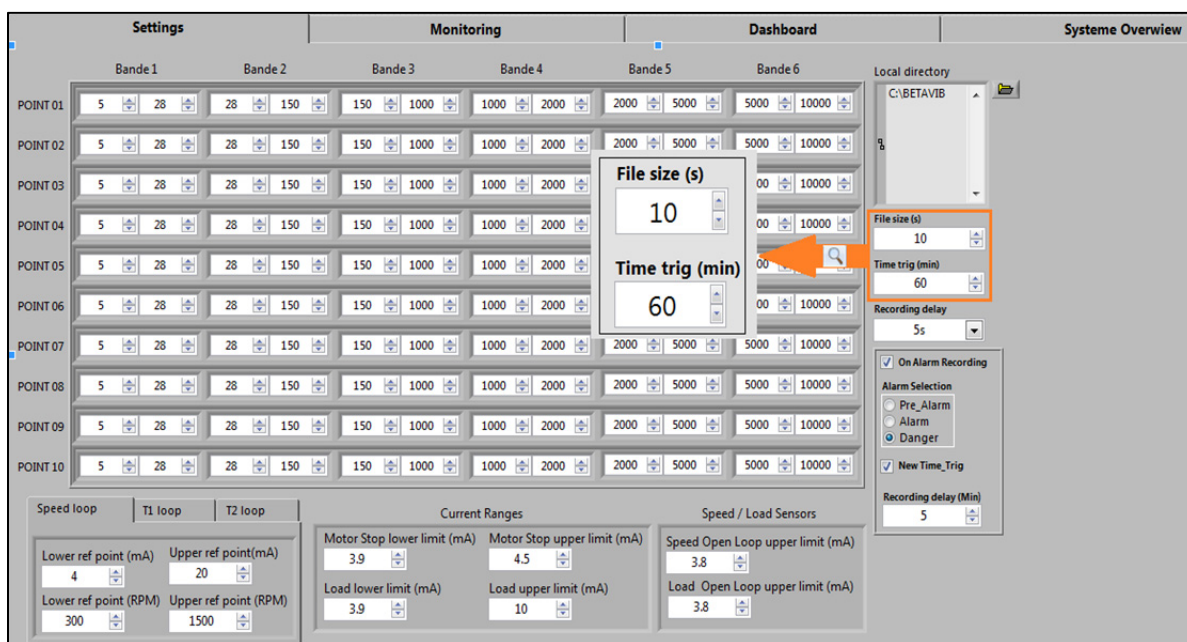 Settings Monitoring Dashboard Systeme Overwiew
Bande 1 Bande 2 Bande 3 Bande 4 Bande 5 Bande 6
POINT 01 5 28 28 150 150 1000 1000 2000 2000 5000 5000 10000
POINT 02 5 28 28 150 150 1000 1000 2000 2000 5000 5000 10000
POINT 03 5 28 28 150 150 1000 1000 2000 00 10000
POINT 04 5 28 28 150 150 1000 1000 2000 00 10000
POINT 05 5 28 28 150 150 1000 1000 2000 00
POINT 06 5 28 28 150 150 1000 1000 2000 00 10000
POINT 07 5 28 28 150 150 1000 1000 2000 2000 5000 5000 10000
POINT 08 5 28 28 150 150 1000 1000 2000 2000 5000 5000 10000
POINT 09 5 28 28 150 150 1000 1000 2000 2000 5000 5000 10000
POINT 10 5 28 28 150 150 1000 1000 2000 2000 5000 5000 10000
File size (s)
10
Time trig (min)
60
Local directory
C:\BETAVIB
File size (s)
10
Time trig (min)
60
Recording delay
5s
On Alarm Recording
Alarm Selection
Pre_Alarm
Alarm
Danger
New Time_Trig
Recording delay (Min)
5
Speed loop T1 loop T2 loop
Lower ref point (mA) Upper ref point(mA)
4 20
Lower ref point (RPM) Upper ref point (RPM)
300 1500
Current Ranges
Motor Stop lower limit (mA) Motor Stop upper limit (mA)
3.9 4.5
Load lower limit (mA) Load upper limit (mA)
3.9 10
Speed / Load Sensors
Speed Open Loop upper limit (mA)
3.8
Load Open Loop upper limit (mA)
3.8